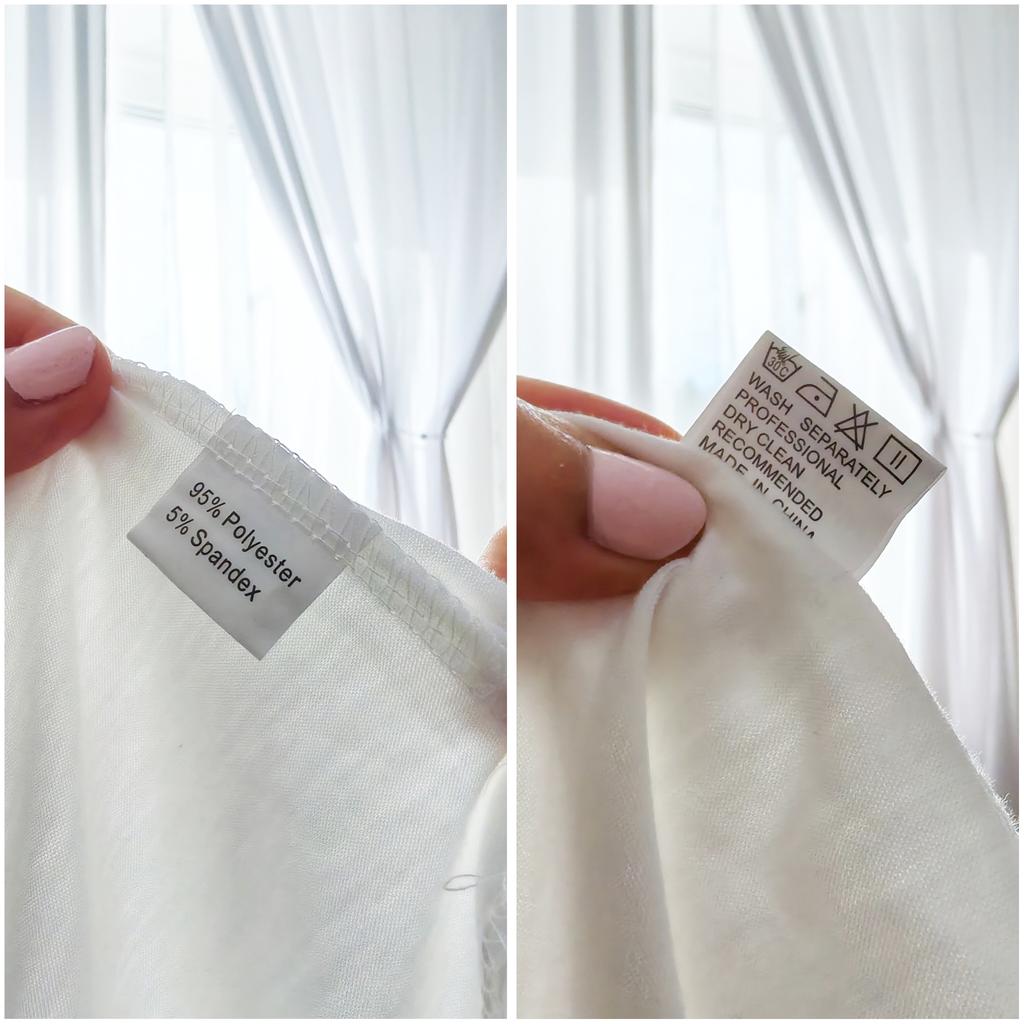 95% Polyester
5% Spandex
30°C
WASH SEPARATELY
PROFESSIONAL
DRY CLEAN
RECOMMENDED
MADE IN CHINA